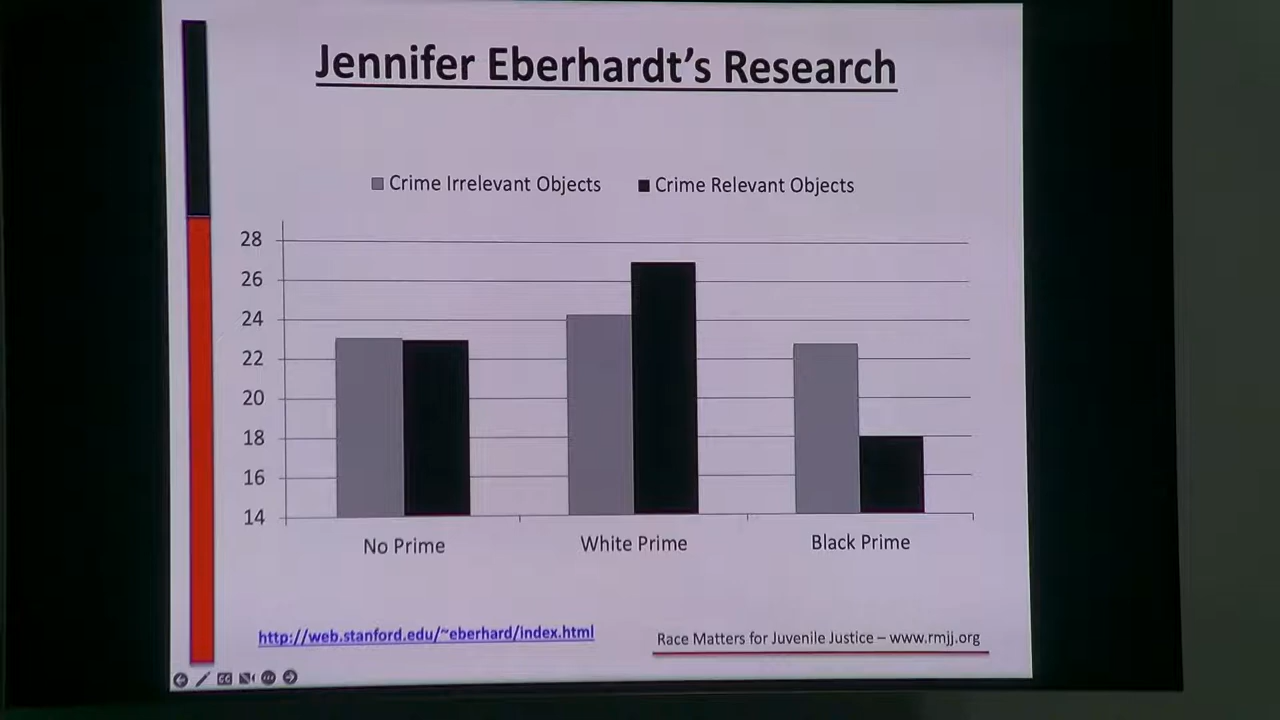 Jennifer Eberhardt's Research
Crime Irrelevant Objects Crime Relevant Objects
28
26
24
22
20
18
16
14
No Prime White Prime Black Prime
http://web.stanford.edu/~eberhard/index.html
Race Matters for Juvenile Justice – www.rmjj.org